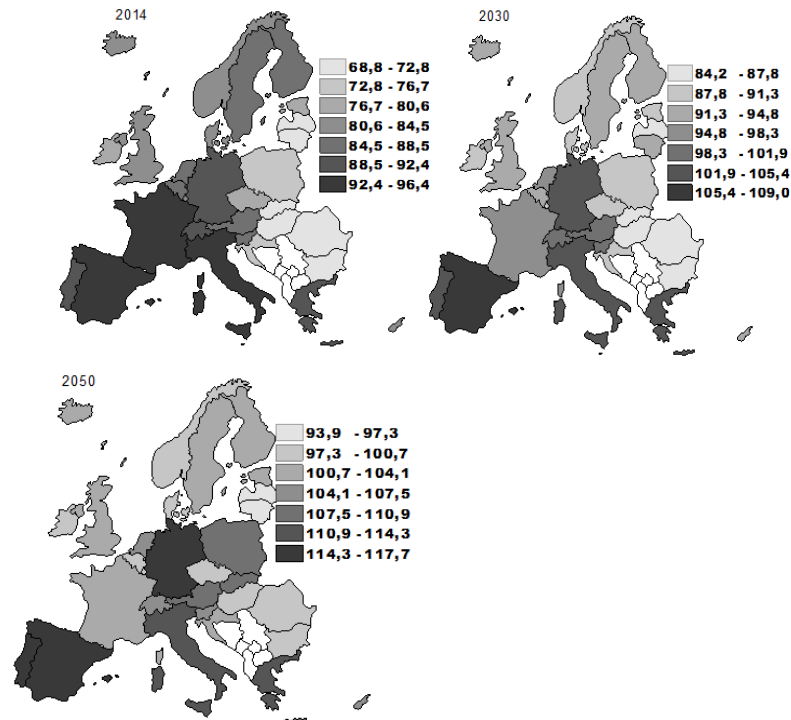 2014
68,8 - 72,8
72,8 - 76,7
76,7 - 80,6
80,6 - 84,5
84,5 - 88,5
88,5 - 92,4
92,4 - 96,4
2030
84,2 - 87,8
87,8 - 91,3
91,3 - 94,8
94,8 - 98,3
98,3 - 101,9
101,9 - 105,4
105,4 - 109,0
2050
93,9 - 97,3
97,3 - 100,7
100,7 - 104,1
104,1 - 107,5
107,5 - 110,9
110,9 - 114,3
114,3 - 117,7